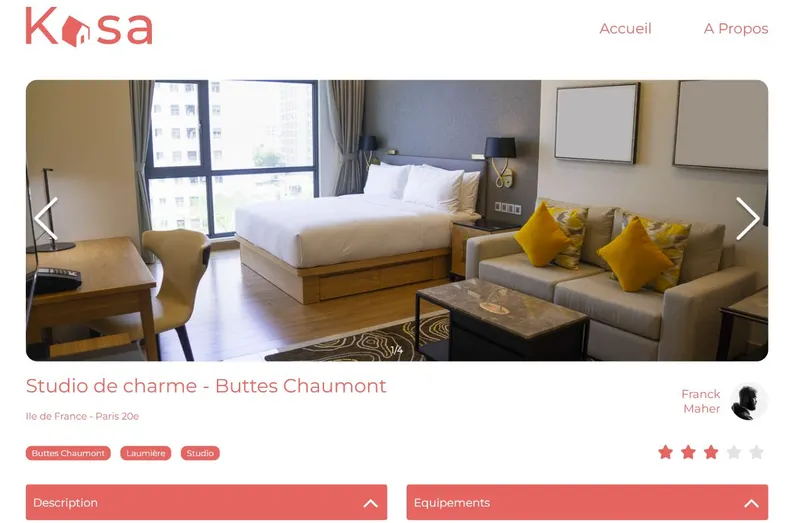 Kasa
Accueil
A Propos
1/4
Studio de charme - Buttes Chaumont
Ile de France - Paris 20e
Franck
Maher
Buttes Chaumont
Laumière
Studio
Description
Equipements